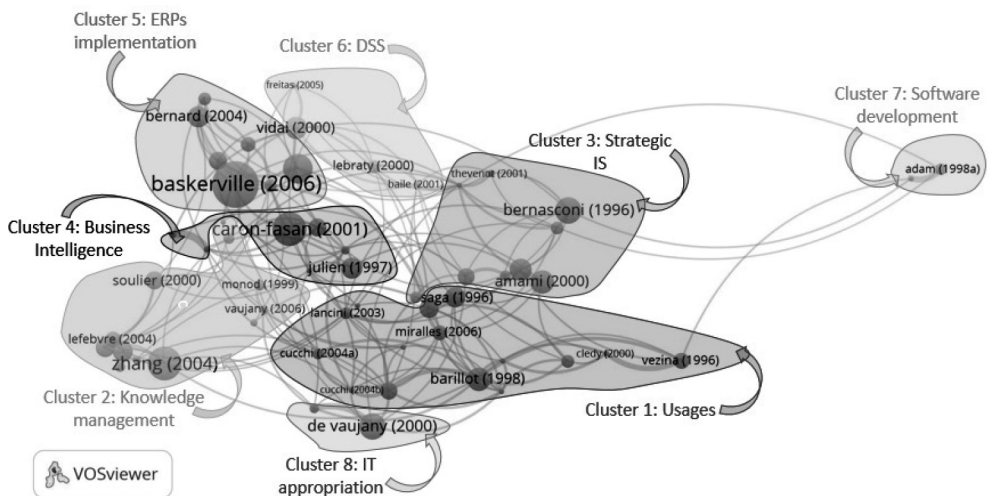 Cluster 5: ERPs
implementation
Cluster 6: DSS
freitas (2005)
Cluster 7: Software
development
bernard (2004)
vidal (2000)
Cluster 3: Strategic
IS
lebraty (2000)
thevenot (2001)
adam (1998a)
baskerville (2006)
baile (2001)
bernasconi (1996)
Cluster 4: Business
Intelligence
caron-fasan (2001)
julien (1997)
soulier (2000)
monod (1999)
amami (2000)
saga (1996)
vaujany (2006)
lancini (2003)
miralles (2006)
lefebvre (2004)
zhang (2004)
cucchi (2004a)
cledy (2000)
vezina (1996)
barillot (1998)
cucchi (2004b)
Cluster 2: Knowledge
management
Cluster 1: Usages
de vaujany (2000)
Cluster 8: IT
appropriation
VOSviewer